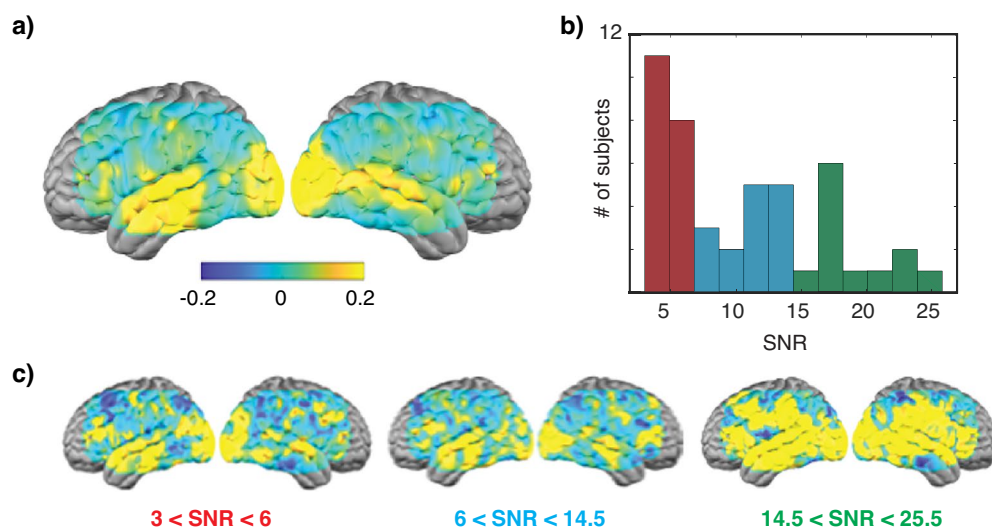 a)
b)
12
# of subjects
5 10 15 20 25
SNR
-0.2 0 0.2
c)
3 < SNR < 6
6 < SNR < 14.5
14.5 < SNR < 25.5